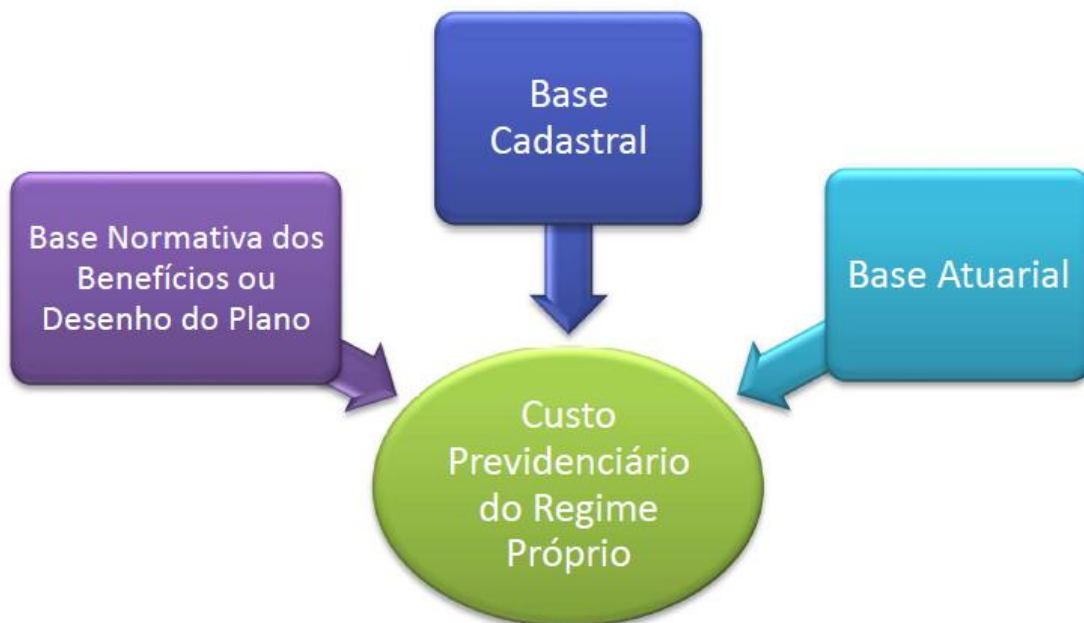 Base
Cadastral
Base Normativa dos
Benefícios ou
Desenho do Plano
Base Atuarial
Custo
Previdenciário
do Regime
Próprio